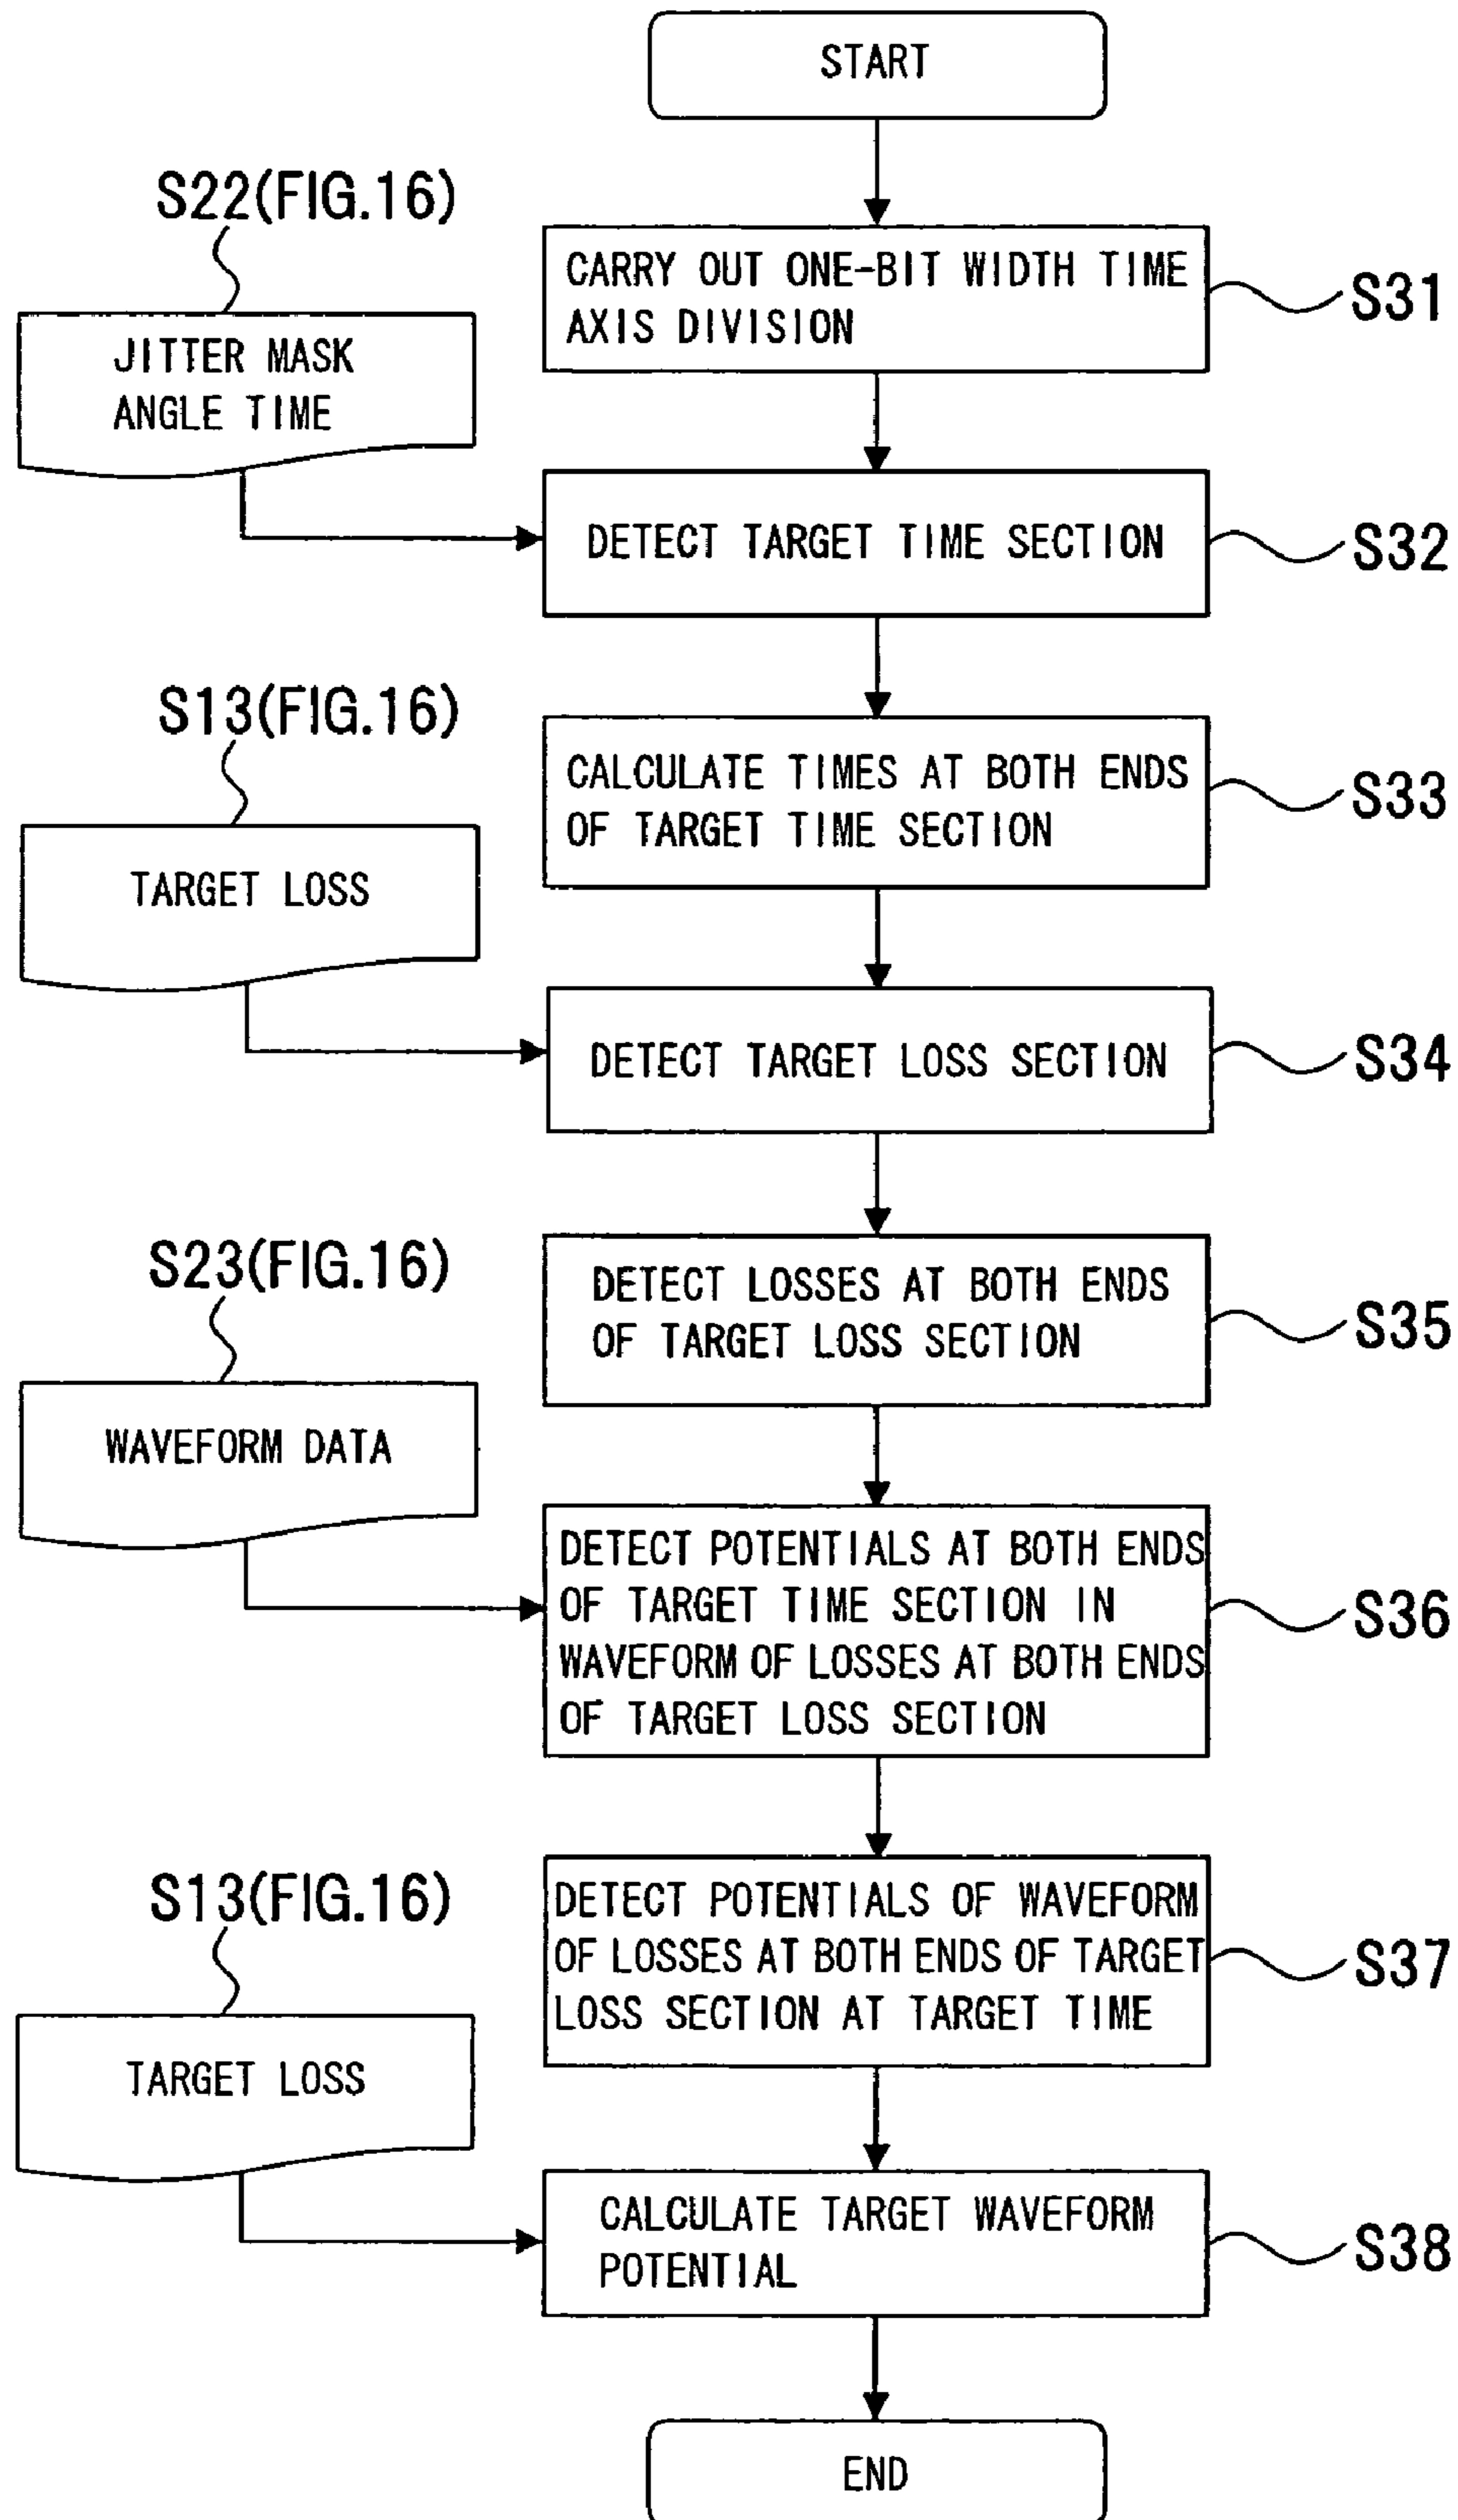 START
S22(FIG.16)
CARRY OUT ONE-BIT WIDTH TIME
AXIS DIVISION
S31
JITTER MASK
ANGLE TIME
DETECT TARGET TIME SECTION
S32
S13(FIG.16)
CALCULATE TIMES AT BOTH ENDS
OF TARGET TIME SECTION
S33
TARGET LOSS
DETECT TARGET LOSS SECTION
S34
S23(FIG.16)
DETECT LOSSES AT BOTH ENDS
OF TARGET LOSS SECTION
S35
WAVEFORM DATA
DETECT POTENTIALS AT BOTH ENDS
OF TARGET TIME SECTION IN
WAVEFORM OF LOSSES AT BOTH ENDS
OF TARGET LOSS SECTION
S36
S13(FIG.16)
DETECT POTENTIALS OF WAVEFORM
OF LOSSES AT BOTH ENDS OF TARGET
LOSS SECTION AT TARGET TIME
S37
TARGET LOSS
CALCULATE TARGET WAVEFORM
POTENTIAL
S38
END